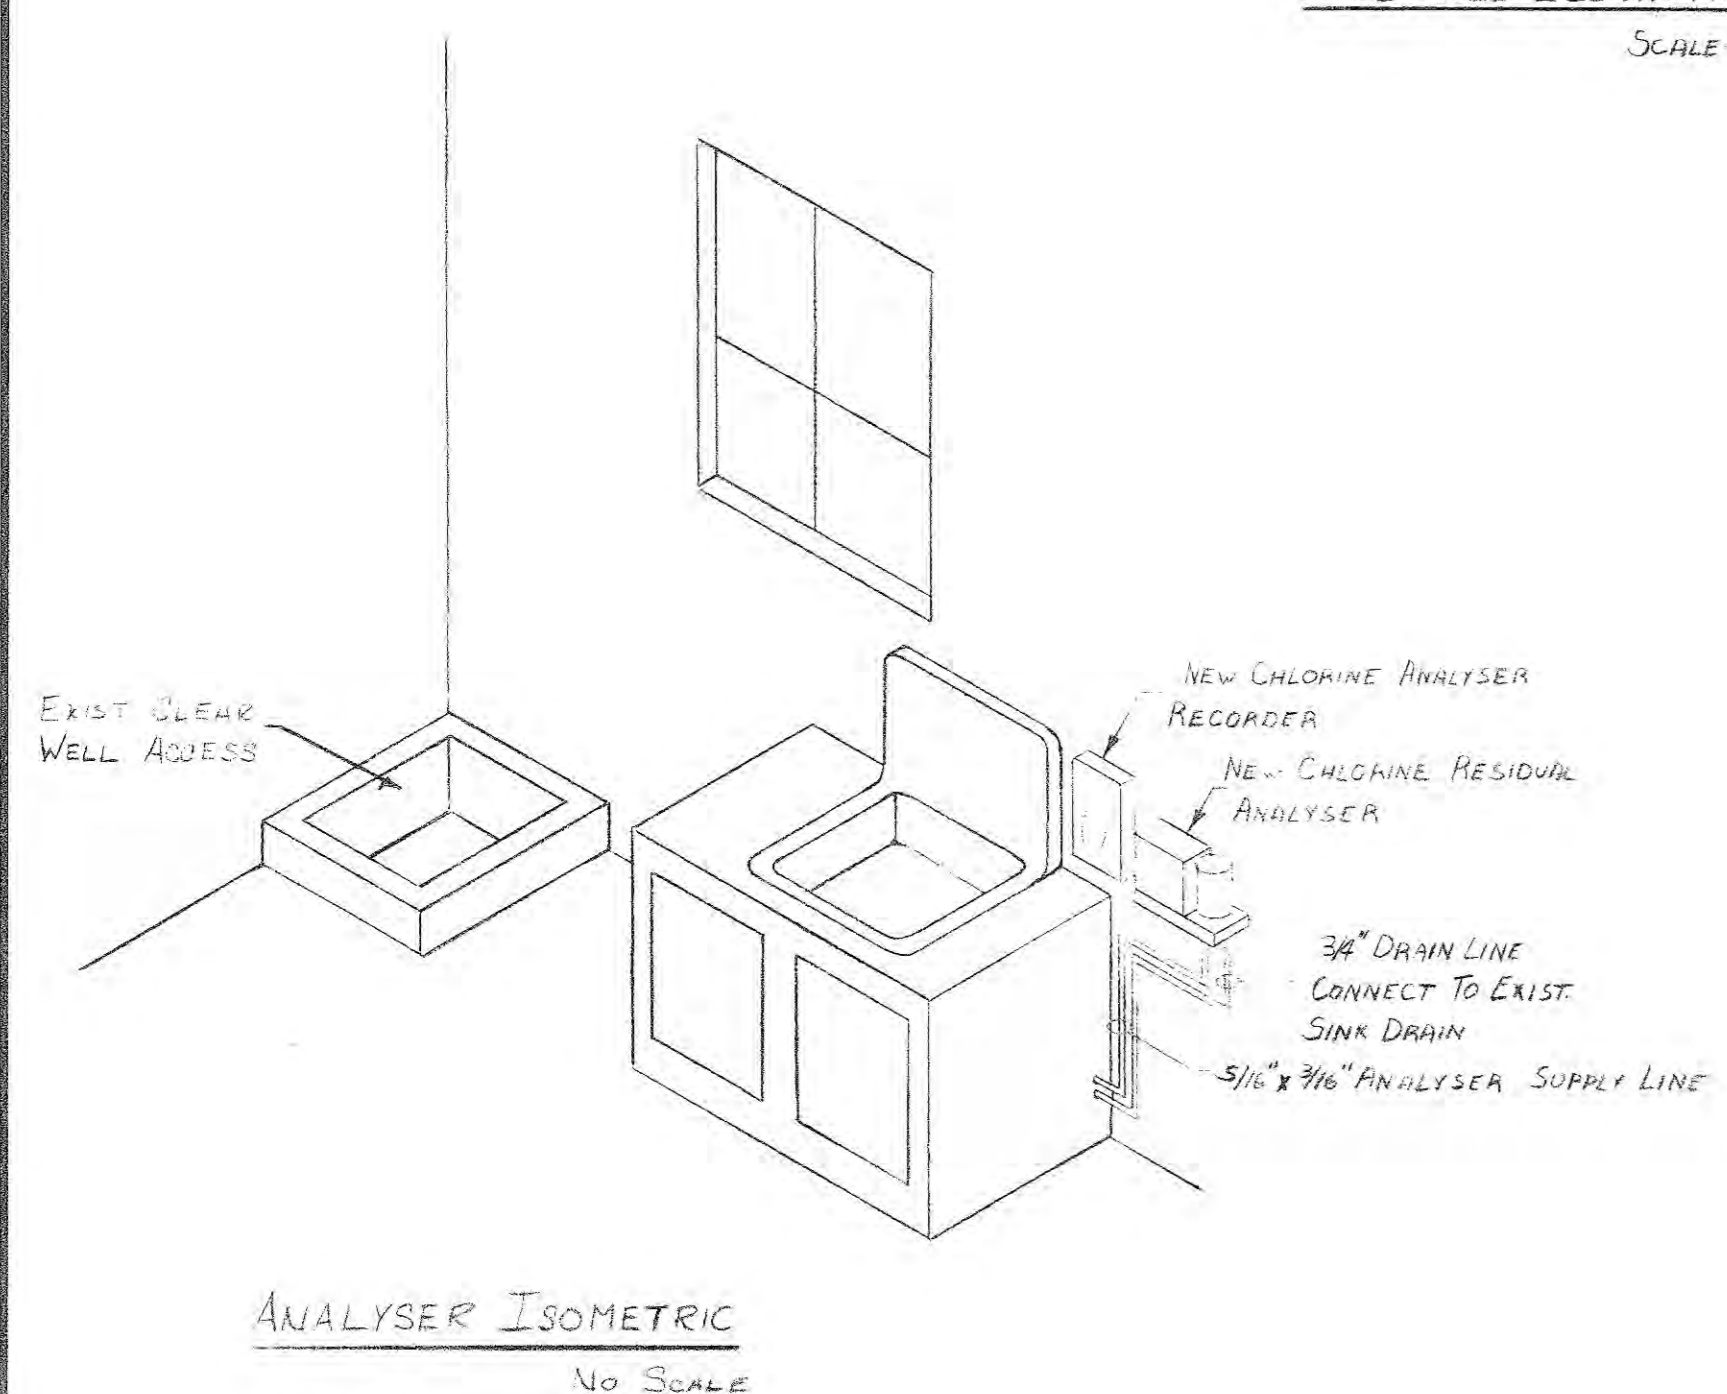 SCALE
EXIST CLEAR
WELL ACCESS
NEW CHLORINE ANALYSER
RECORDER
NEW CHLORINE RESIDUAL
ANALYSER
3/4" DRAIN LINE
CONNECT TO EXIST.
SINK DRAIN
5/16" x 3/16" ANALYSER SUPPLY LINE
ANALYSER ISOMETRIC
NO SCALE